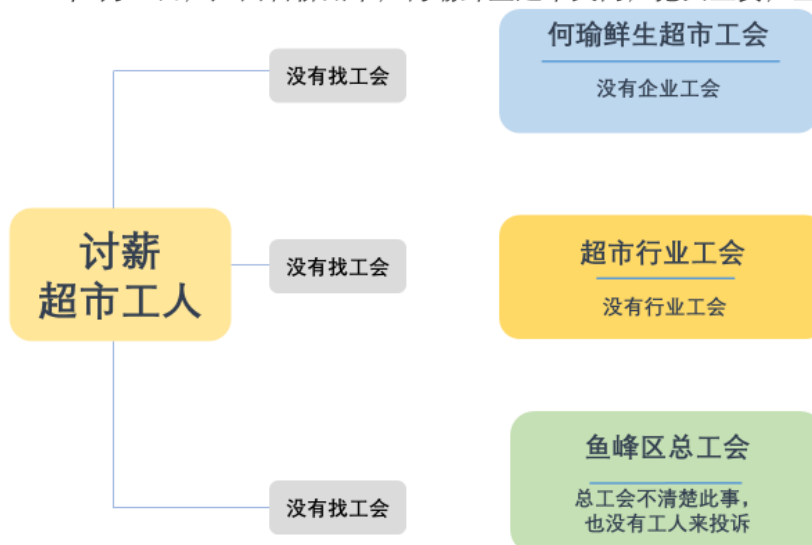 没有找工会
何瑜鲜生超市工会
没有企业工会
讨薪
超市工人
没有找工会
超市行业工会
没有行业工会
没有找工会
鱼峰区总工会
总工会不清楚此事,
也没有工人来投诉